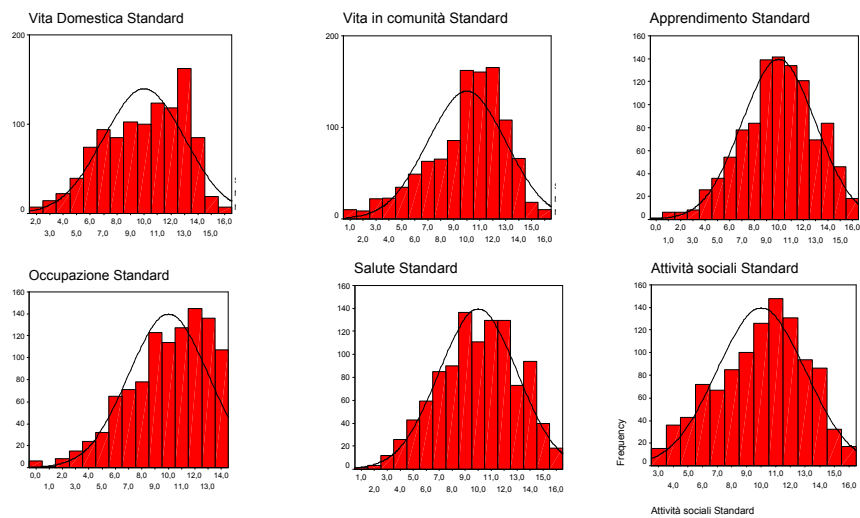 Vita Domestica Standard
200
100
0
2,0 4,0 6,0 8,0 10,0 12,0 14,0 16,0
3,0 5,0 7,0 9,0 11,0 13,0 15,0
Vita in comunità Standard
200
100
0
1,0 3,0 5,0 7,0 9,0 11,0 13,0 15,0
2,0 4,0 6,0 8,0 10,0 12,0 14,0 16,0
Apprendimento Standard
160
140
120
100
80
60
40
20
0
0,0 2,0 4,0 6,0 8,0 10,0 12,0 14,0 16,0
1,0 3,0 5,0 7,0 9,0 11,0 13,0 15,0
Occupazione Standard
160
140
120
100
80
60
40
20
0
0,0 2,0 4,0 6,0 8,0 10,0 12,0 14,0
1,0 3,0 5,0 7,0 9,0 11,0 13,0
Salute Standard
160
140
120
100
80
60
40
20
0
1,0 3,0 5,0 7,0 9,0 11,0 13,0 15,0
2,0 4,0 6,0 8,0 10,0 12,0 14,0 16,0
Attività sociali Standard
160
140
120
100
80
60
40
20
0
Frequency
3,0 5,0 7,0 9,0 11,0 13,0 15,0
4,0 6,0 8,0 10,0 12,0 14,0 16,0
Attività sociali Standard